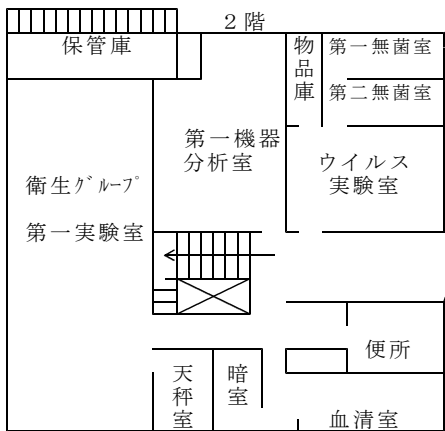 2階
保管庫
物品庫
第一無菌室
第二無菌室
第一機器
分析室
ウイルス
実験室
衛生グループ
第一実験室
便所
天秤室
暗室
血清室